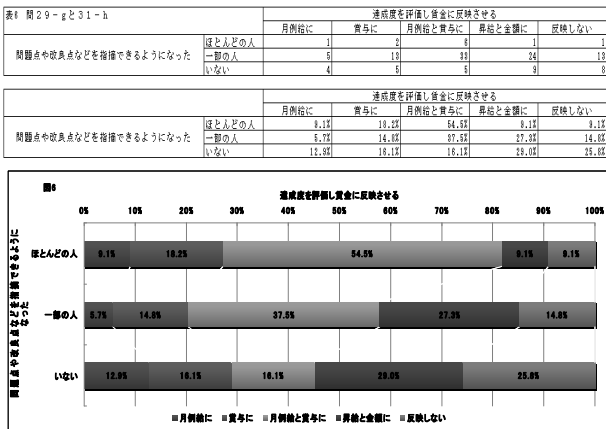 表6 問29-gと31-h
達成度を評価し賃金に反映させる
月例給に 賞与に 月例給と賞与に 昇給と金額に 反映しない
問題点や改良点などを指摘できるようになった
ほとんどの人 1 2 6 1 1
一部の人 5 13 33 24 13
いない 4 5 5 9 8
達成度を評価し賃金に反映させる
月例給に 賞与に 月例給と賞与に 昇給と金額に 反映しない
問題点や改良点などを指摘できるようになった
ほとんどの人 9.1% 18.2% 54.5% 9.1% 9.1%
一部の人 5.7% 14.8% 37.5% 27.3% 14.8%
いない 12.9% 16.1% 16.1% 29.0% 25.8%
図6
達成度を評価し賃金に反映させる
0% 10% 20% 30% 40% 50% 60% 70% 80% 90% 100%
問題点や改良点などを指摘できるように
なった
ほとんどの人 9.1% 18.2% 54.5% 9.1% 9.1%
一部の人 5.7% 14.8% 37.5% 27.3% 14.8%
いない 12.9% 16.1% 16.1% 29.0% 25.8%
月例給に 賞与に 月例給と賞与に 昇給と金額に 反映しない